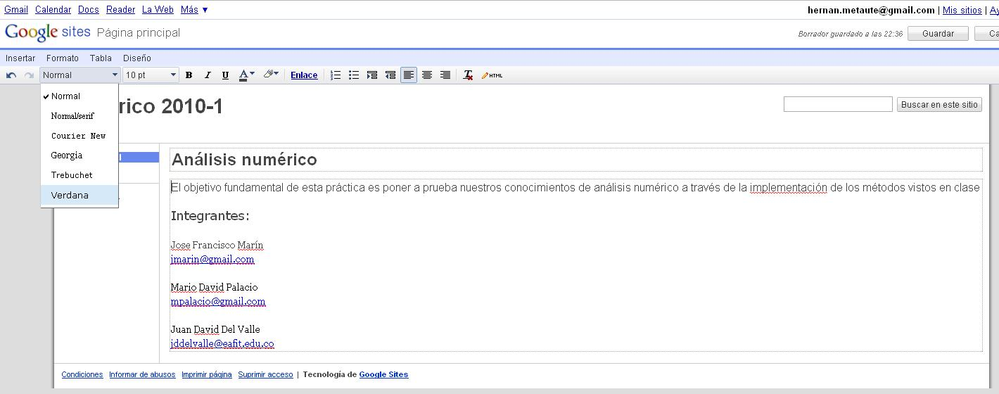 Gmail Calendar Docs Reader La Web Más ▼ hernan.metaute@gmail.com | Mis sitios | Ay
Google sites Página principal Borrador guardado a las 22:36 Guardar Ca
Insertar Formato Tabla Diseño
Normal 10 pt B I U A Enlace T HTML
Normal
Normal/serif
Courier New
Georgia
Trebuchet
Verdana
rico 2010-1
Buscar en este sitio
Análisis numérico
El objetivo fundamental de esta práctica es poner a prueba nuestros conocimientos de análisis numérico a través de la implementación de los métodos vistos en clase
Integrantes:
Jose Francisco Marín
jmarin@gmail.com
Mario David Palacio
mpalacio@gmail.com
Juan David Del Valle
jddelvalle@eafit.edu.co
Condiciones Informar de abusos Imprimir página Suprimir acceso | Tecnología de Google Sites